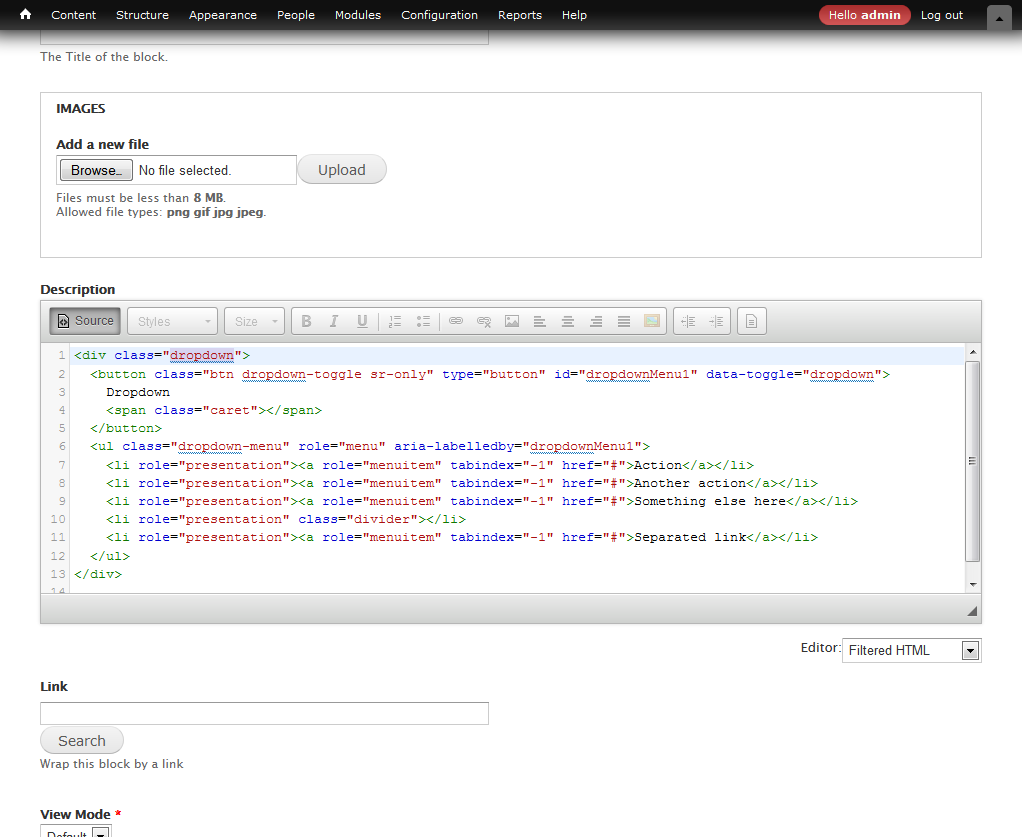 Content Structure Appearance People Modules Configuration Reports Help Hello admin Log out
The Title of the block.
IMAGES
Add a new file
Browse... No file selected. Upload
Files must be less than 8 MB.
Allowed file types: png gif jpg jpeg.
Description
Source Styles Size B I U
1 <div class="dropdown">
2 <button class="btn dropdown-toggle sr-only" type="button" id="dropdownMenu1" data-toggle="dropdown">
3 Dropdown
4 <span class="caret"></span>
5 </button>
6 <ul class="dropdown-menu" role="menu" aria-labelledby="dropdownMenu1">
7 <li role="presentation"><a role="menuitem" tabindex="-1" href="#">Action</a></li>
8 <li role="presentation"><a role="menuitem" tabindex="-1" href="#">Another action</a></li>
9 <li role="presentation"><a role="menuitem" tabindex="-1" href="#">Something else here</a></li>
10 <li role="presentation" class="divider"></li>
11 <li role="presentation"><a role="menuitem" tabindex="-1" href="#">Separated link</a></li>
12 </ul>
13 </div>
14
Editor: Filtered HTML
Link
Search
Wrap this block by a link
View Mode *
Default